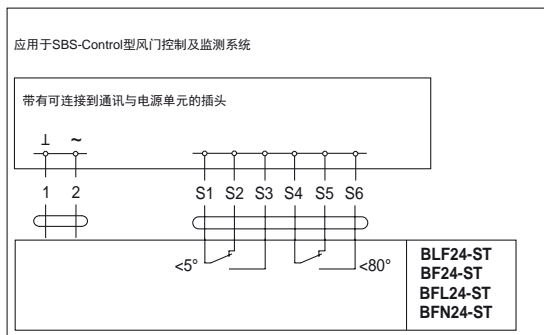 应用于SBS-Control型风门控制及监测系统
带有可连接到通讯与电源单元的插头
⊥ ~
1 2 S1 S2 S3 S4 S5 S6
<5° <80°
BLF24-ST
BF24-ST
BFL24-ST
BFN24-ST